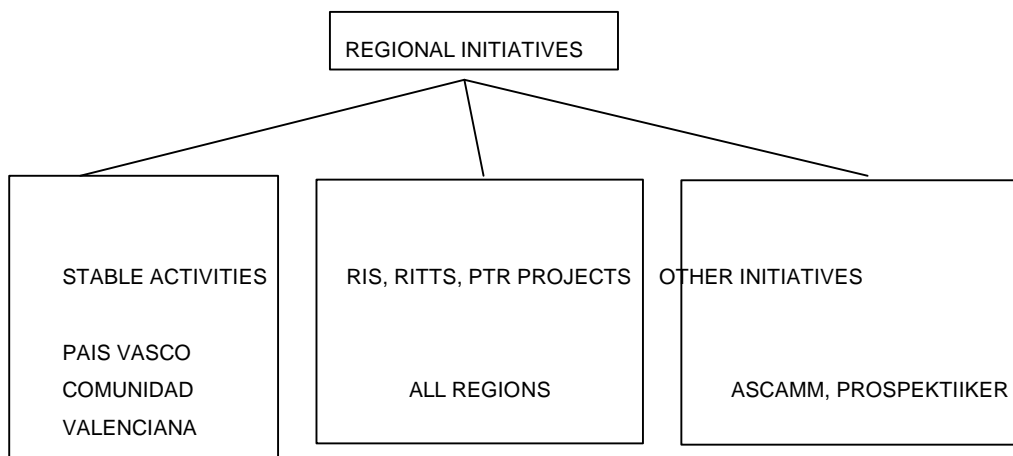 REGIONAL INITIATIVES
STABLE ACTIVITIES
PAIS VASCO
COMUNIDAD
VALENCIANA
RIS, RITTS, PTR PROJECTS
ALL REGIONS
OTHER INITIATIVES
ASCAMM, PROSPEKTIIKER